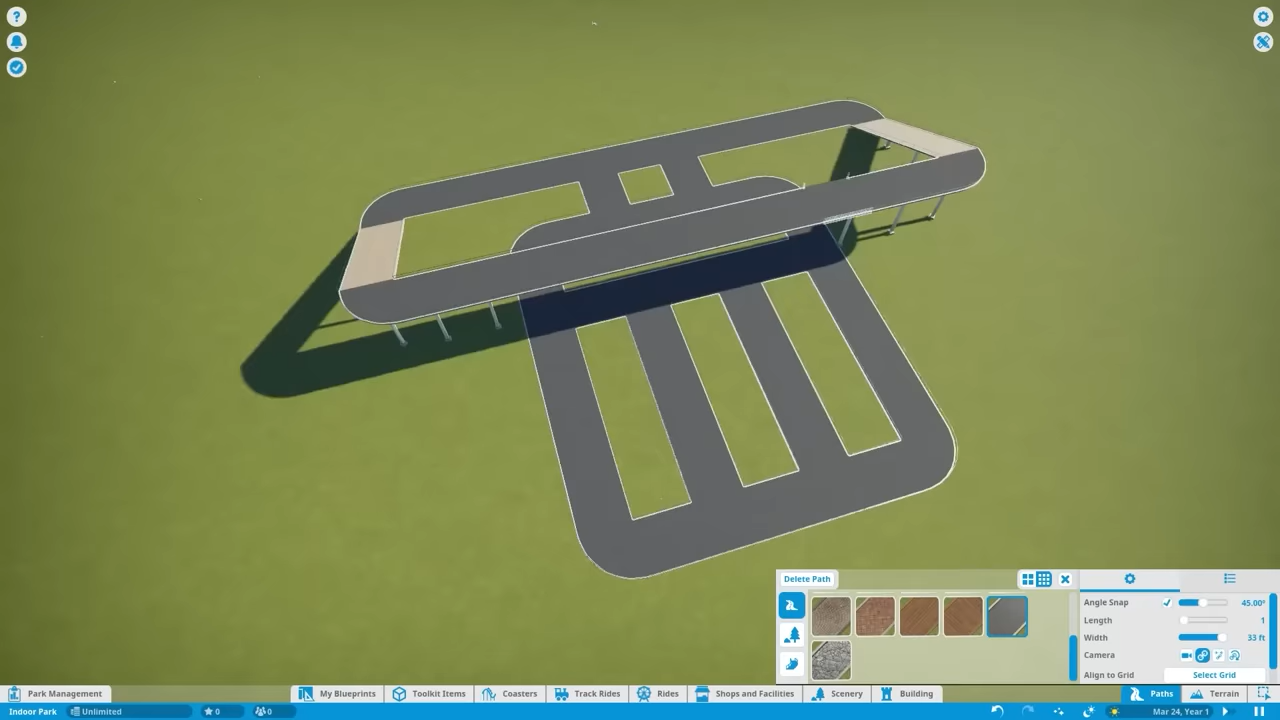 ?
Delete Path
Angle Snap 45.00°
Length 1
Width 33 ft
Camera
Align to Grid Select Grid
Park Management My Blueprints Toolkit Items Coasters Track Rides Rides Shops and Facilities Scenery Building Paths Terrain
Indoor Park Unlimited 0 0 Mar 24, Year 1